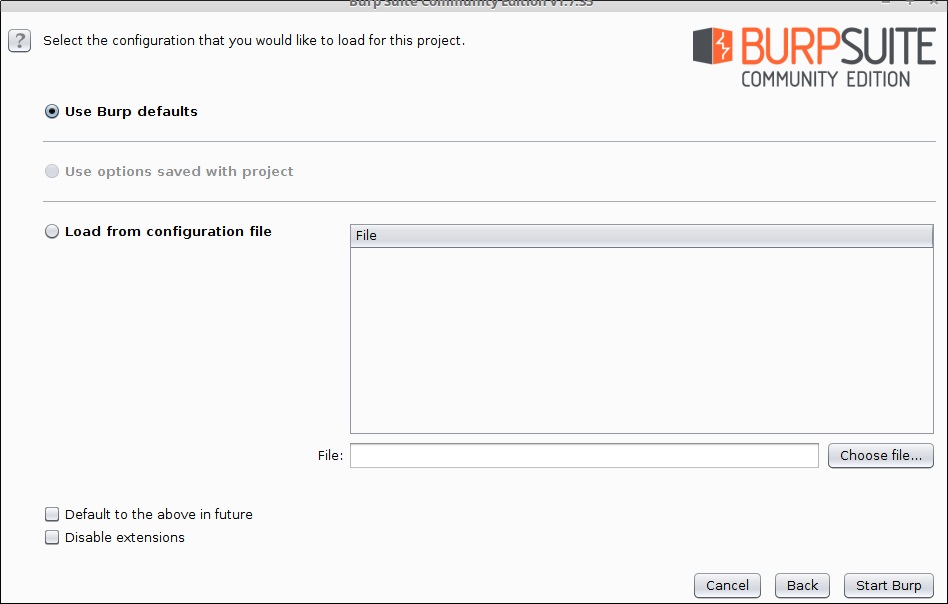 Burp Suite Community Edition v1.7.35
?
Select the configuration that you would like to load for this project.
BURPSUITE
COMMUNITY EDITION
Use Burp defaults
Use options saved with project
Load from configuration file
File
File:
Choose file...
Default to the above in future
Disable extensions
Cancel
Back
Start Burp